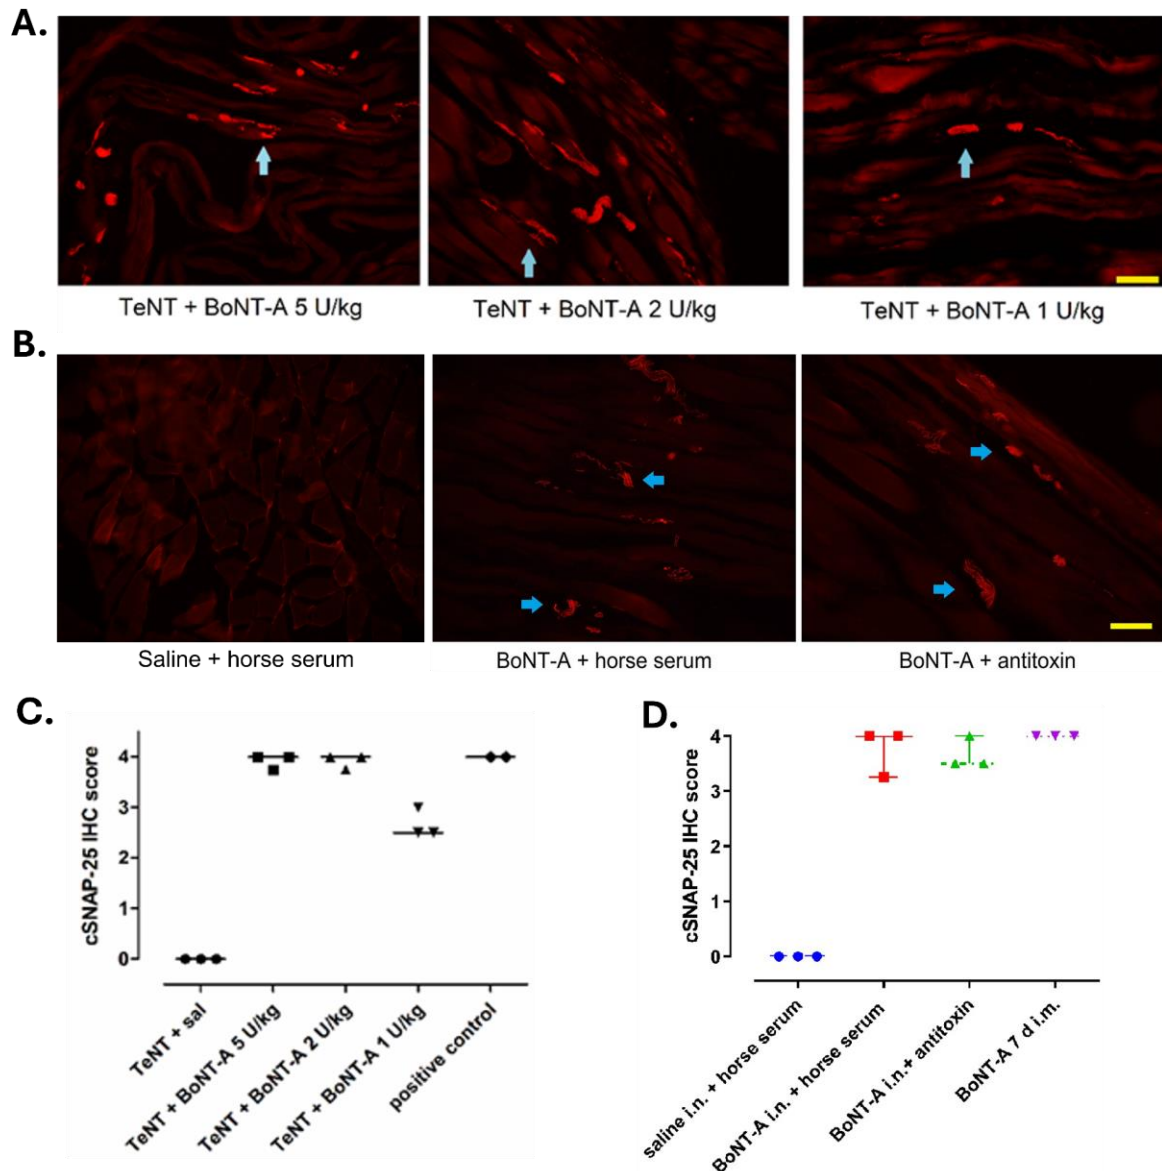 A.
TeNT + BoNT-A 5 U/kg
TeNT + BoNT-A 2 U/kg
TeNT + BoNT-A 1 U/kg
B.
Saline + horse serum
BoNT-A + horse serum
BoNT-A + antitoxin
C.
cSNAP-25 IHC score
4
3
2
1
0
TeNT + sal
TeNT + BoNT-A 5 U/kg
TeNT + BoNT-A 2 U/kg
TeNT + BoNT-A 1 U/kg
positive control
D.
cSNAP-25 IHC score
4
3
2
1
0
saline i.n. + horse serum
BoNT-A i.n. + horse serum
BoNT-A i.n.+ antitoxin
BoNT-A 7 d i.m.